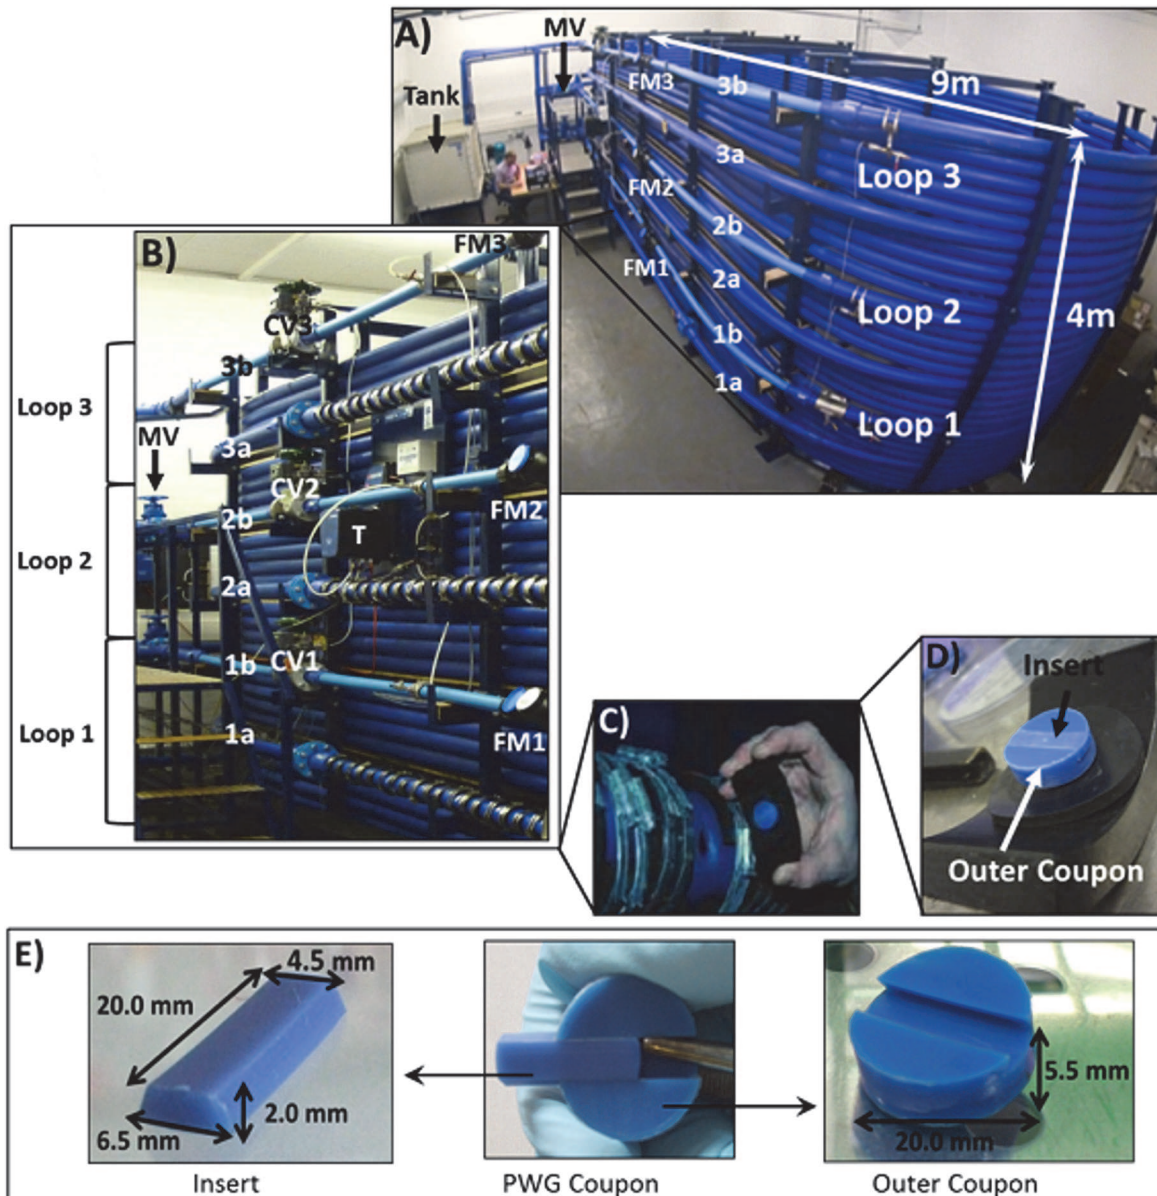 A)
MV
Tank
FM3
3b
9m
3a
Loop 3
FM2
2b
FM1
2a
Loop 2
4m
1b
1a
Loop 1
B)
FM3
CV3
3b
Loop 3
MV
3a
CV2
2b
FM2
T
Loop 2
2a
CV1
1b
Loop 1
1a
FM1
C)
D)
Insert
Outer Coupon
E)
4.5 mm
20.0 mm
2.0 mm
6.5 mm
5.5 mm
20.0 mm
Insert
PWG Coupon
Outer Coupon